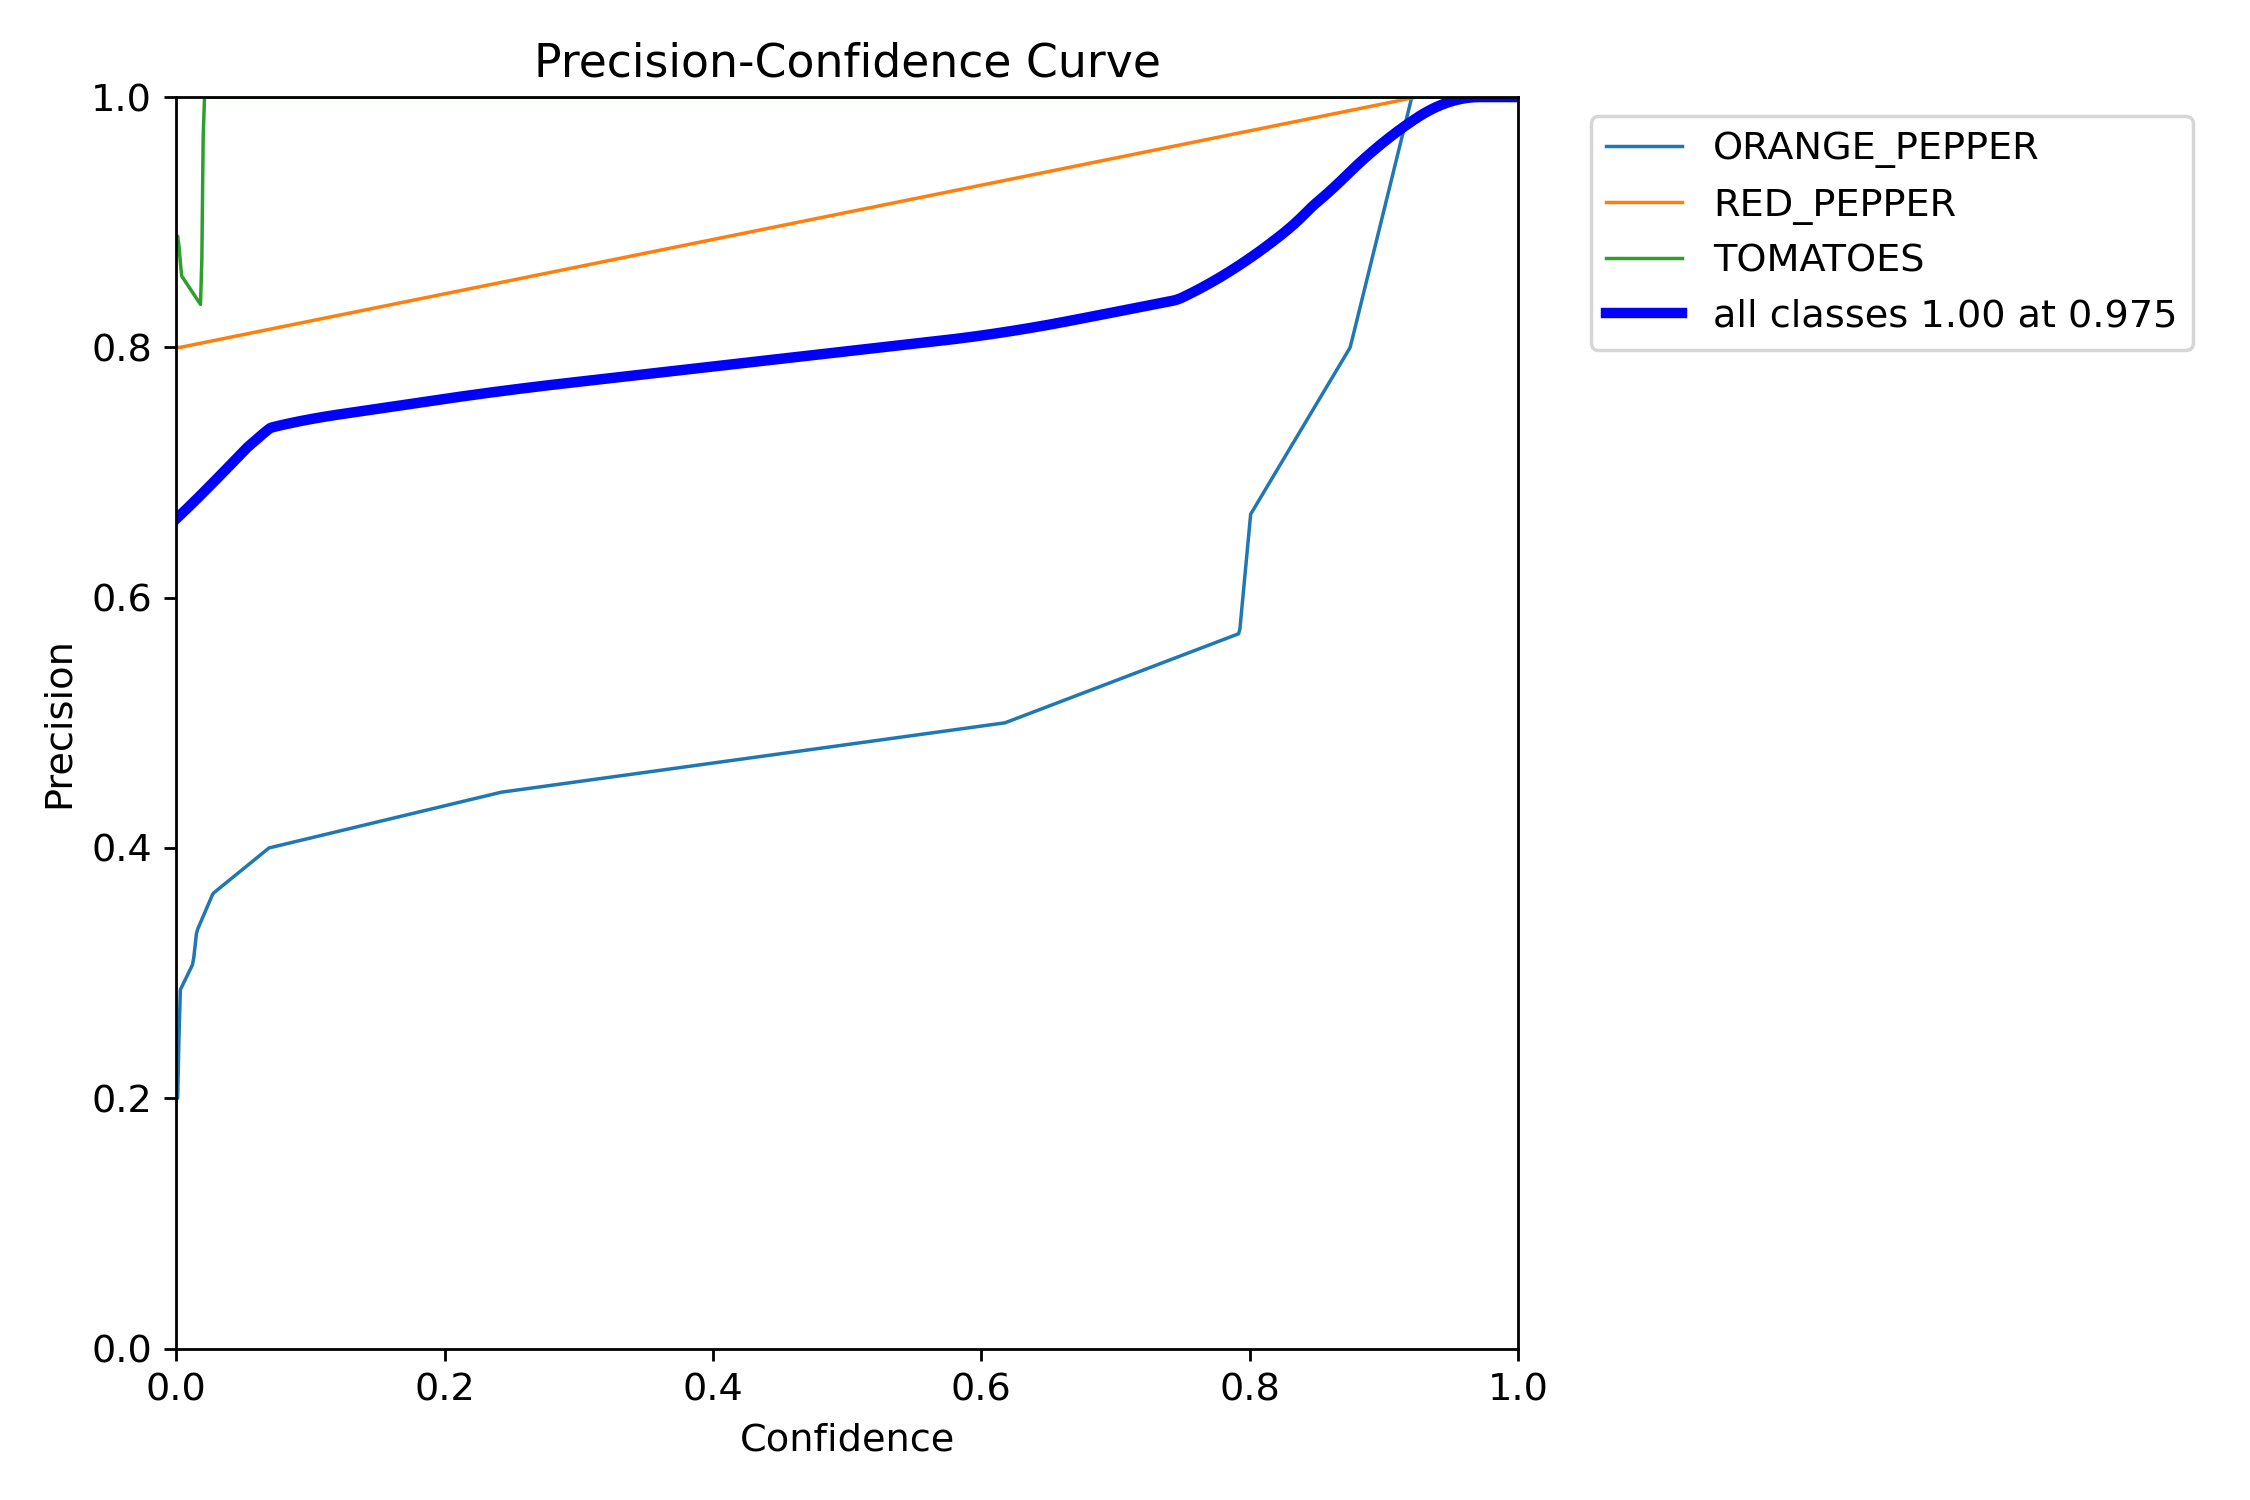 Precision-Confidence Curve
1.0
0.8
0.6
0.4
0.2
0.0
Precision
0.0 0.2 0.4 0.6 0.8 1.0
Confidence
ORANGE_PEPPER
RED_PEPPER
TOMATOES
all classes 1.00 at 0.975